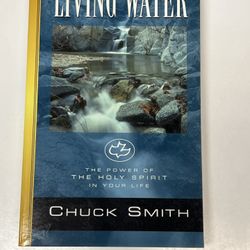 LIVING WATER
THE POWER OF
THE HOLY SPIRIT
IN YOUR LIFE
CHUCK SMITH